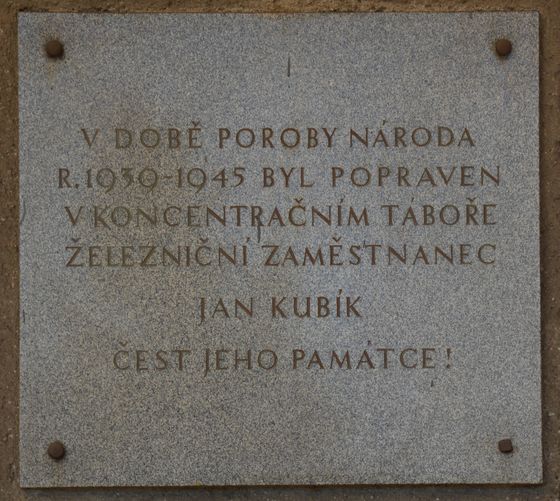 V DOBĚ POROBY NÁRODA
R. 1939-1945 BYL POPRAVEN
V KONCENTRAČNÍM TÁBOŘE
ŽELEZNIČNÍ ZAMĚSTNANEC
JAN KUBÍK
ČEST JEHO PAMÁTCE!